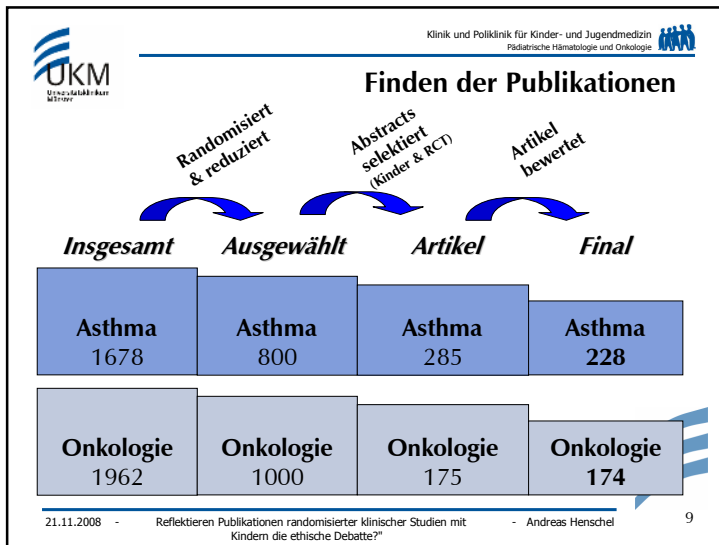 Klinik und Poliklinik für Kinder- und Jugendmedizin
Pädiatrische Hämatologie und Onkologie
UKM
Universitätsklinikum
Münster
Finden der Publikationen
Randomisiert
& reduziert
Abstracts
selektiert
(Kinder & RCT)
Artikel
bewertet
Insgesamt Ausgewählt Artikel Final
Asthma Asthma Asthma Asthma
1678 800 285 228
Onkologie Onkologie Onkologie Onkologie
1962 1000 175 174
21.11.2008 - Reflektieren Publikationen randomisierter klinischer Studien mit - Andreas Henschel 9
Kindern die ethische Debatte?"